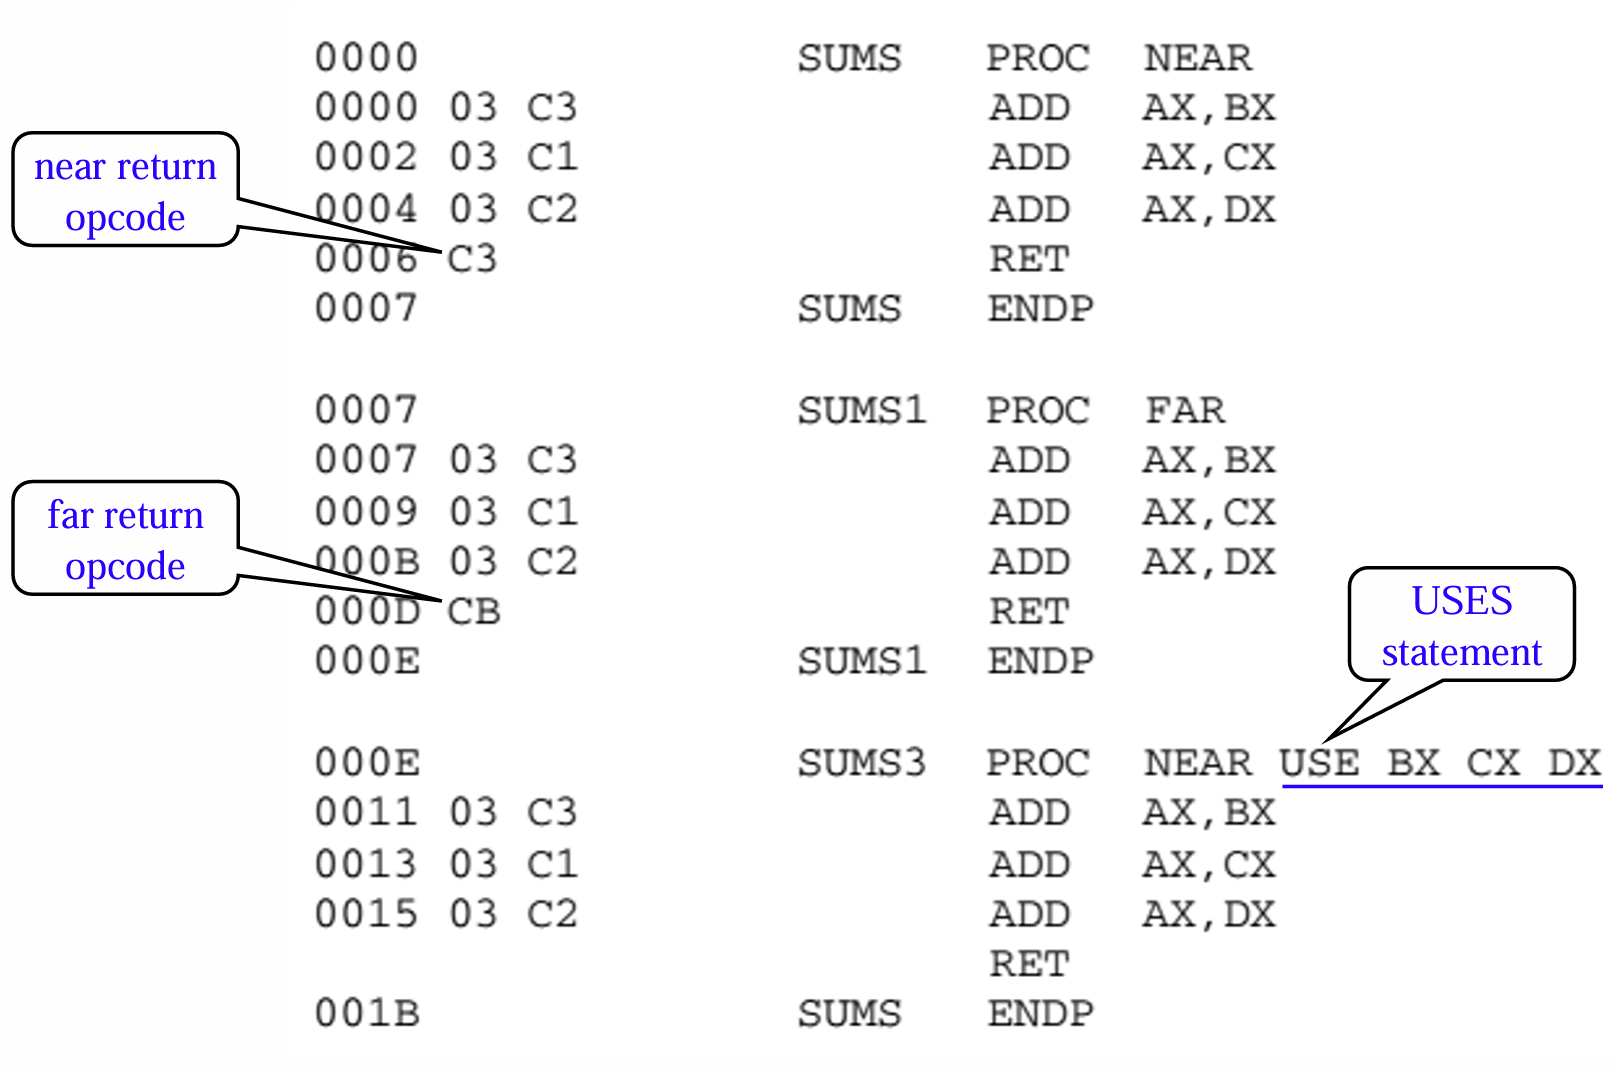 0000 SUMS PROC NEAR
0000 03 C3 ADD AX,BX
0002 03 C1 ADD AX,CX
0004 03 C2 ADD AX,DX
0006 C3 RET
0007 SUMS ENDP
near return
opcode
0007 SUMS1 PROC FAR
0007 03 C3 ADD AX,BX
0009 03 C1 ADD AX,CX
000B 03 C2 ADD AX,DX
000D CB RET
000E SUMS1 ENDP
far return
opcode
USES
statement
000E SUMS3 PROC NEAR USE BX CX DX
0011 03 C3 ADD AX,BX
0013 03 C1 ADD AX,CX
0015 03 C2 ADD AX,DX
RET
001B SUMS ENDP